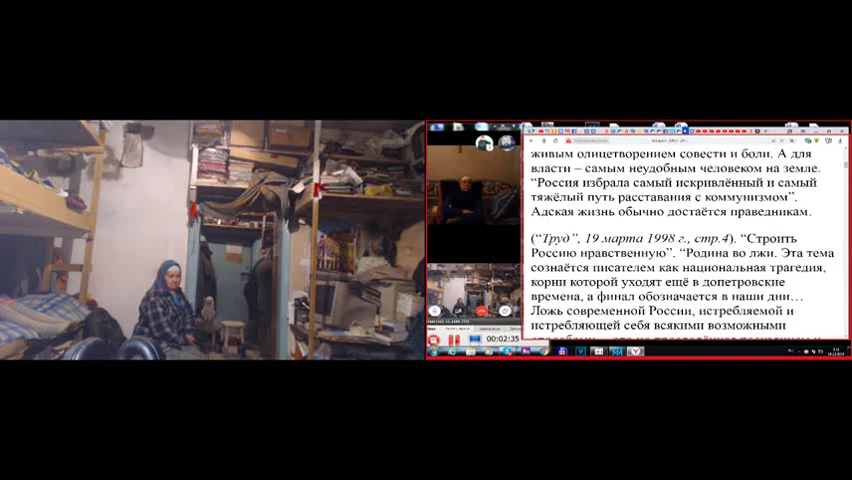 живым олицетворением совести и боли. А для
власти – самым неудобным человеком на земле.
“Россия избрала самый искривлённый и самый
тяжёлый путь расставания с коммунизмом”.
Адская жизнь обычно достаётся праведникам.
(“Труд”, 19 марта 1998 г., стр.4). “Строить
Россию нравственную”. “Родина во лжи. Эта тема
сознаётся писателем как национальная трагедия,
корни которой уходят ещё в допетровские
времена, а финал обозначается в наши дни…
Ложь современной России, истребляемой и
истребляющей себя всякими возможными
00:02:35